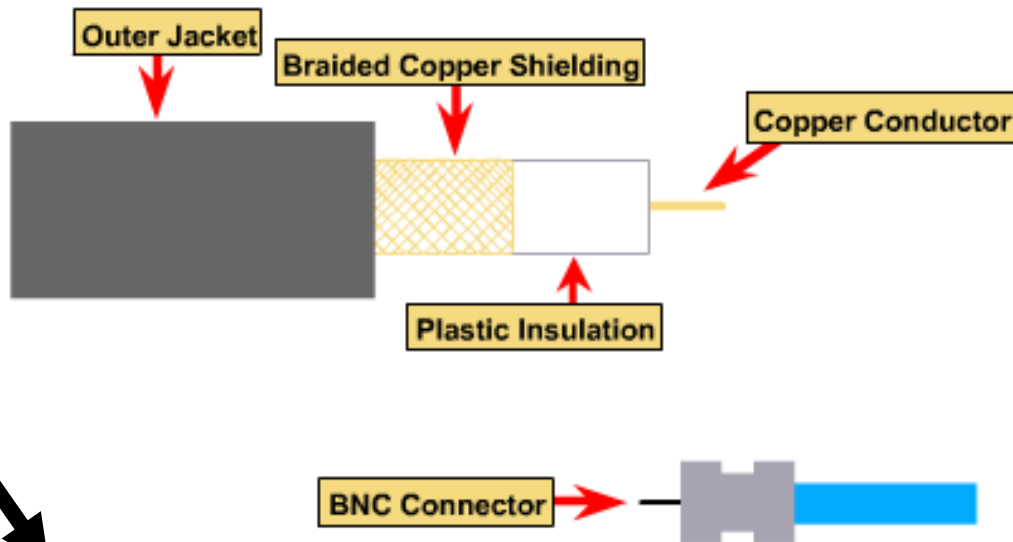 Outer Jacket
Braided Copper Shielding
Copper Conductor
Plastic Insulation
BNC Connector